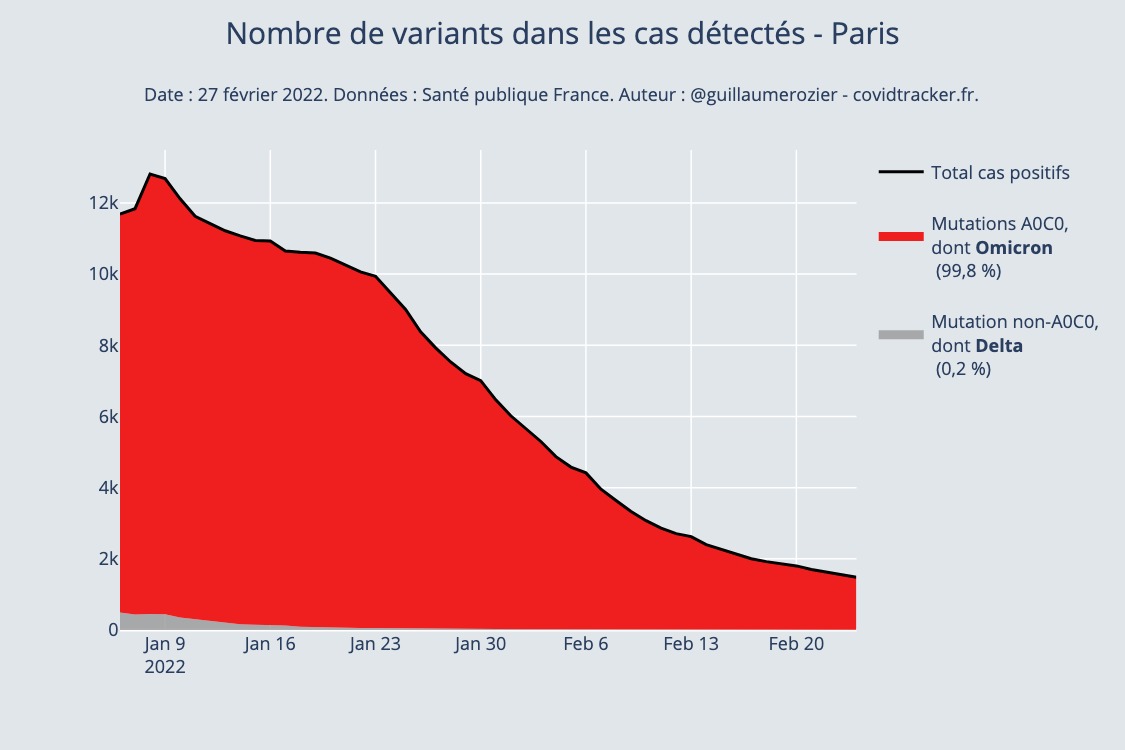 Nombre de variants dans les cas détectés - Paris
Date : 27 février 2022. Données : Santé publique France. Auteur : @guillaumerozier - covidtracker.fr.
Total cas positifs
Mutations A0C0,
dont Omicron
(99,8 %)
Mutation non-A0C0,
dont Delta
(0,2 %)
12k
10k
8k
6k
4k
2k
0
Jan 9
2022
Jan 16
Jan 23
Jan 30
Feb 6
Feb 13
Feb 20